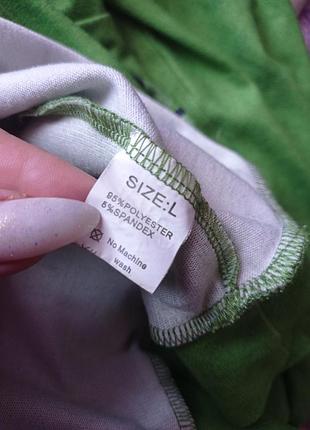 SIZE:L
95%POLYESTER
5%SPANDEX
No Machine
wash